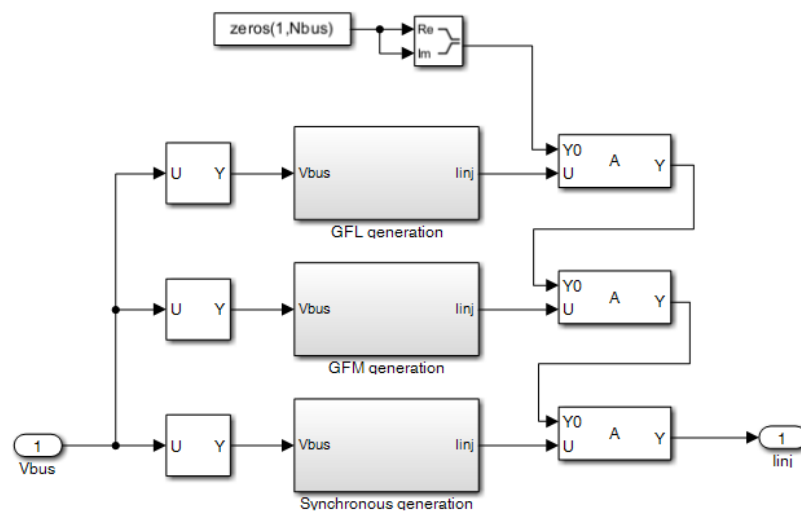 zeros(1,Nbus)
Re
Im
Y0
A
Y
U
U
Y
Vbus
Iinj
GFL generation
Y0
A
Y
U
U
Y
Vbus
Iinj
GFM generation
Y0
A
Y
U
U
Y
Vbus
Iinj
Synchronous generation
1
Vbus
1
Iinj